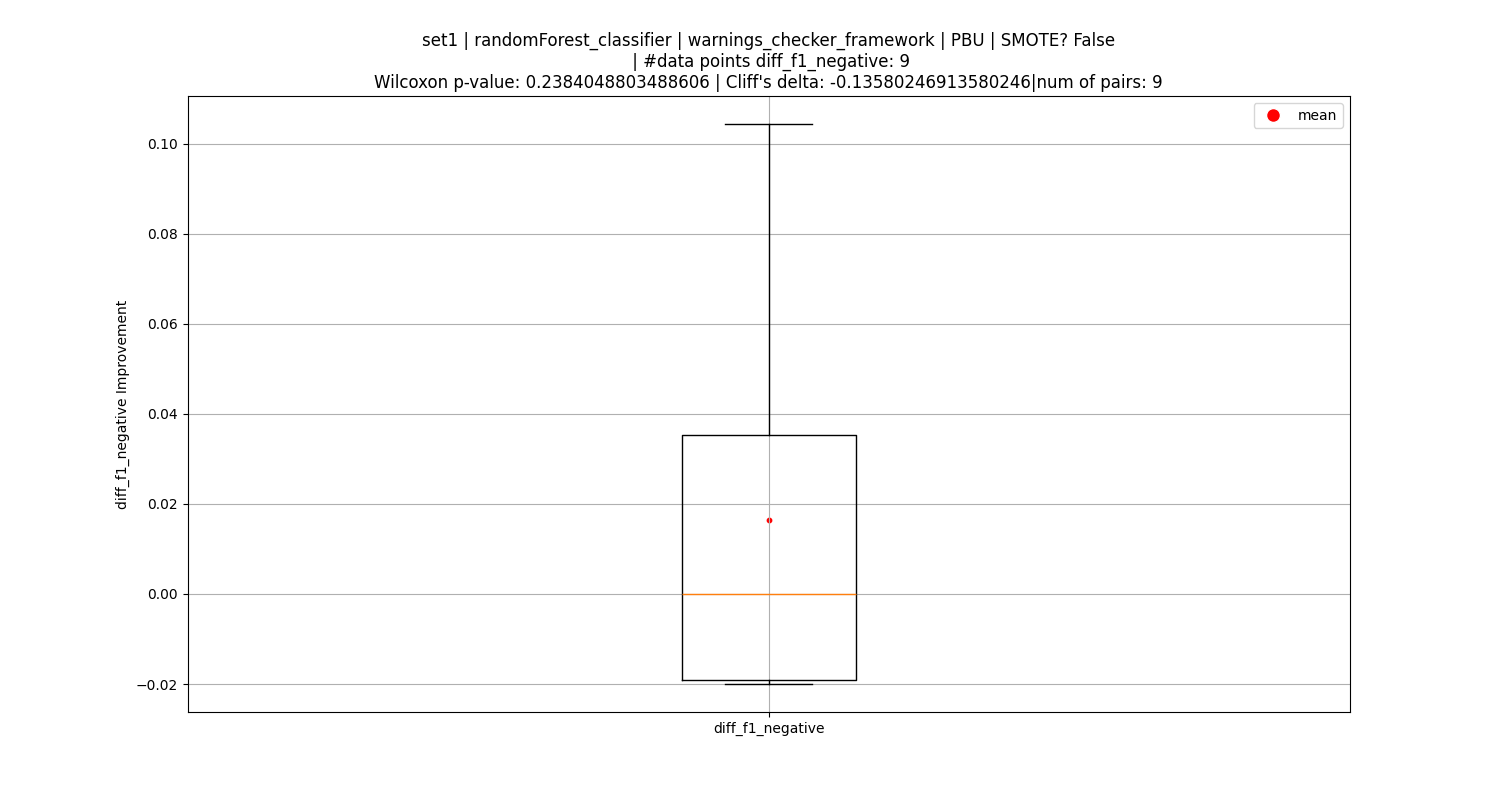 set1 | randomForest_classifier | warnings_checker_framework | PBU | SMOTE? False
| #data points diff_f1_negative: 9
Wilcoxon p-value: 0.2384048803488606 | Cliff's delta: -0.13580246913580246|num of pairs: 9
mean
0.10
0.08
0.06
0.04
0.02
0.00
−0.02
diff_f1_negative Improvement
diff_f1_negative